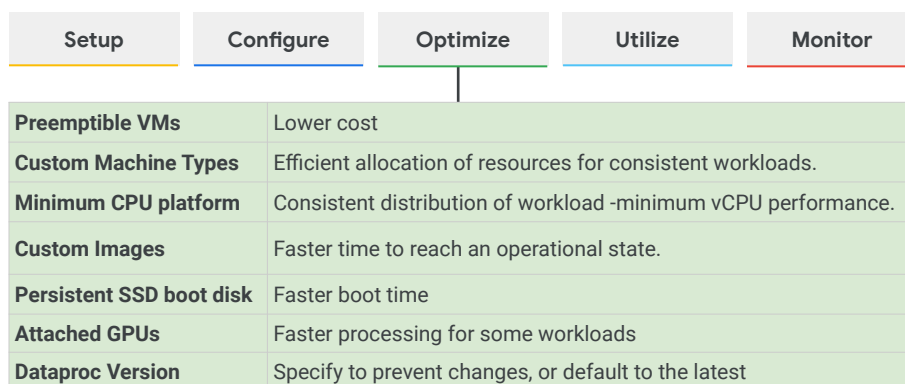 Setup Configure Optimize Utilize Monitor
Preemptible VMs Lower cost
Custom Machine Types Efficient allocation of resources for consistent workloads.
Minimum CPU platform Consistent distribution of workload -minimum vCPU performance.
Custom Images Faster time to reach an operational state.
Persistent SSD boot disk Faster boot time
Attached GPUs Faster processing for some workloads
Dataproc Version Specify to prevent changes, or default to the latest